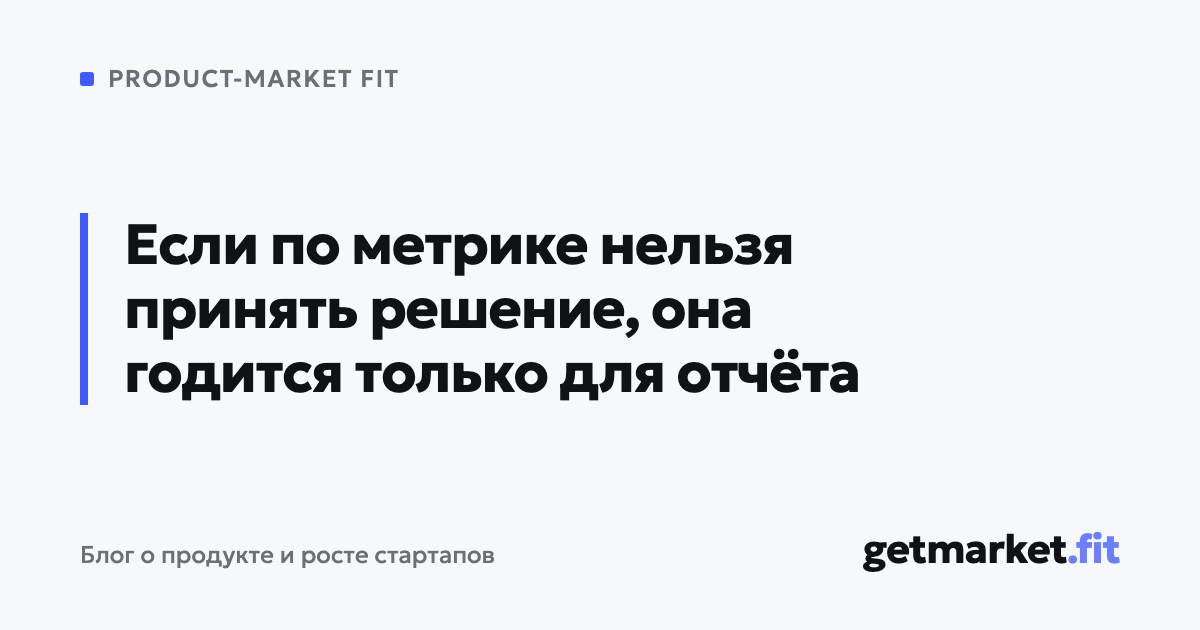 PRODUCT-MARKET FIT
Если по метрике нельзя
принять решение, она
годится только для отчёта
Блог о продукте и росте стартапов
getmarket.fit